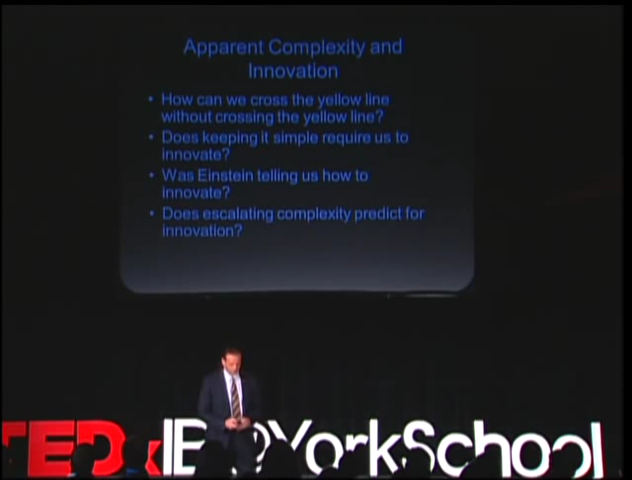 Apparent Complexity and
Innovation
• How can we cross the yellow line
without crossing the yellow line?
• Does keeping it simple require us to
innovate?
• Was Einstein telling us how to
innovate?
• Does escalating complexity predict for
innovation?
TEDxIB@YorkSchool